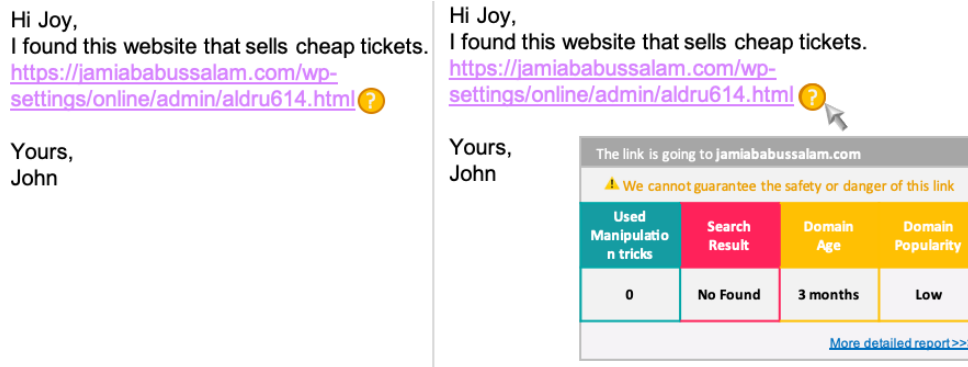 Hi Joy,
I found this website that sells cheap tickets.
https://jamiababussalam.com/wp-
settings/online/admin/aldru614.html ?
Yours,
John
Hi Joy,
I found this website that sells cheap tickets.
https://jamiababussalam.com/wp-
settings/online/admin/aldru614.html ?
Yours,
John
The link is going to jamiababussalam.com
We cannot guarantee the safety or danger of this link
Used
Manipulatio
n tricks
Search
Result
Domain
Age
Domain
Popularity
0
No Found
3 months
Low
More detailed report>>